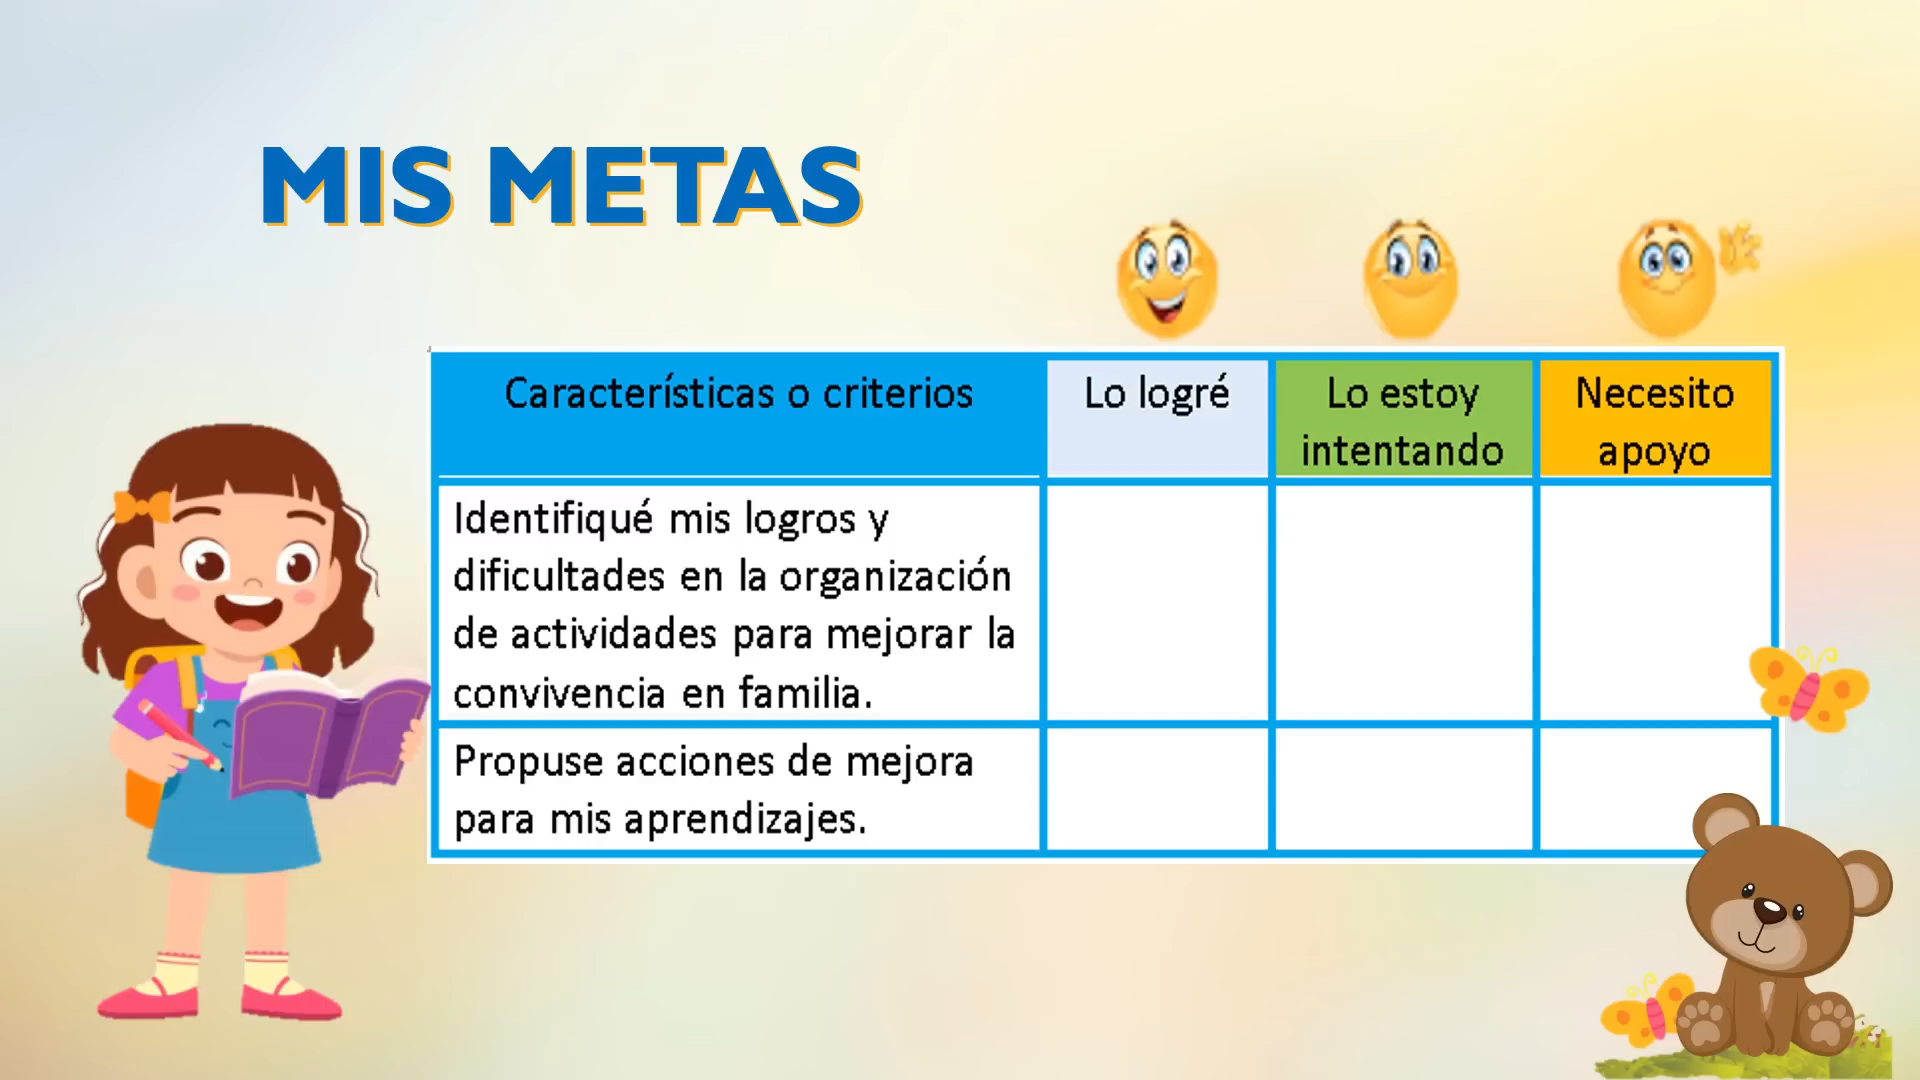 MIS METAS
Características o criterios
Lo logré
Lo estoy
intentando
Necesito
apoyo
Identifiqué mis logros y
dificultades en la organización
de actividades para mejorar la
convivencia en familia.
Propuse acciones de mejora
para mis aprendizajes.